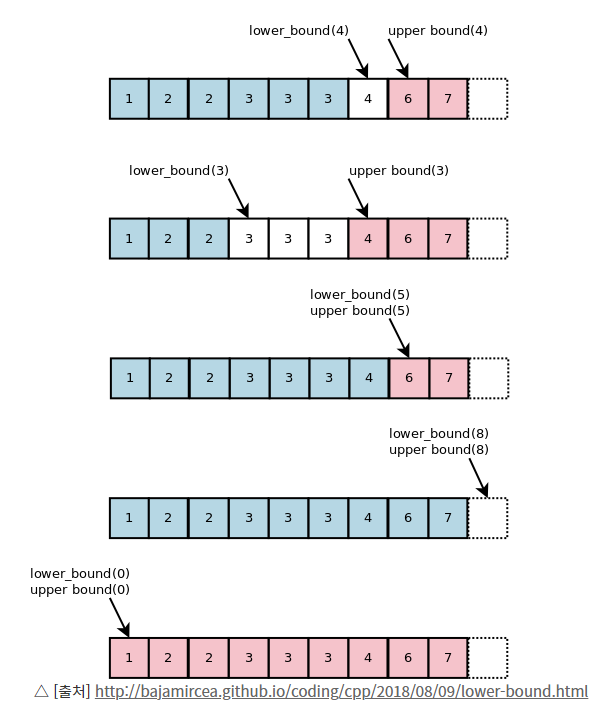 lower_bound(4) upper bound(4)
1 2 2 3 3 3 4 6 7
lower_bound(3) upper bound(3)
1 2 2 3 3 3 4 6 7
lower_bound(5)
upper bound(5)
1 2 2 3 3 3 4 6 7
lower_bound(8)
upper bound(8)
1 2 2 3 3 3 4 6 7
lower_bound(0)
upper bound(0)
1 2 2 3 3 3 4 6 7
△ [출처] http://bajamircea.github.io/coding/cpp/2018/08/09/lower-bound.html